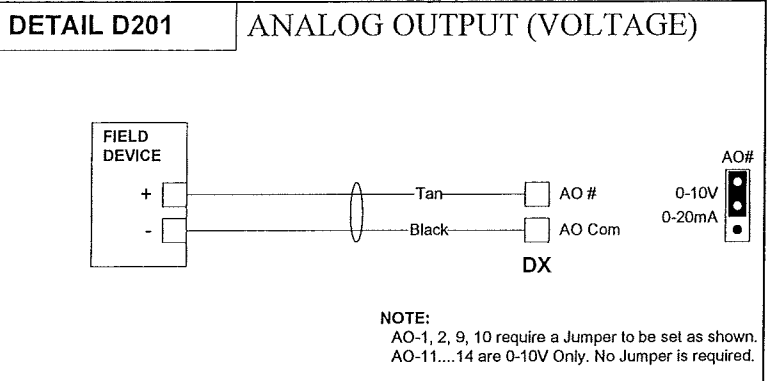 DETAIL D201
ANALOG OUTPUT (VOLTAGE)
FIELD
DEVICE
AO#
+ Tan AO # 0-10V
0-20mA
- Black AO Com
DX
NOTE:
AO-1, 2, 9, 10 require a Jumper to be set as shown.
AO-11....14 are 0-10V Only. No Jumper is required.